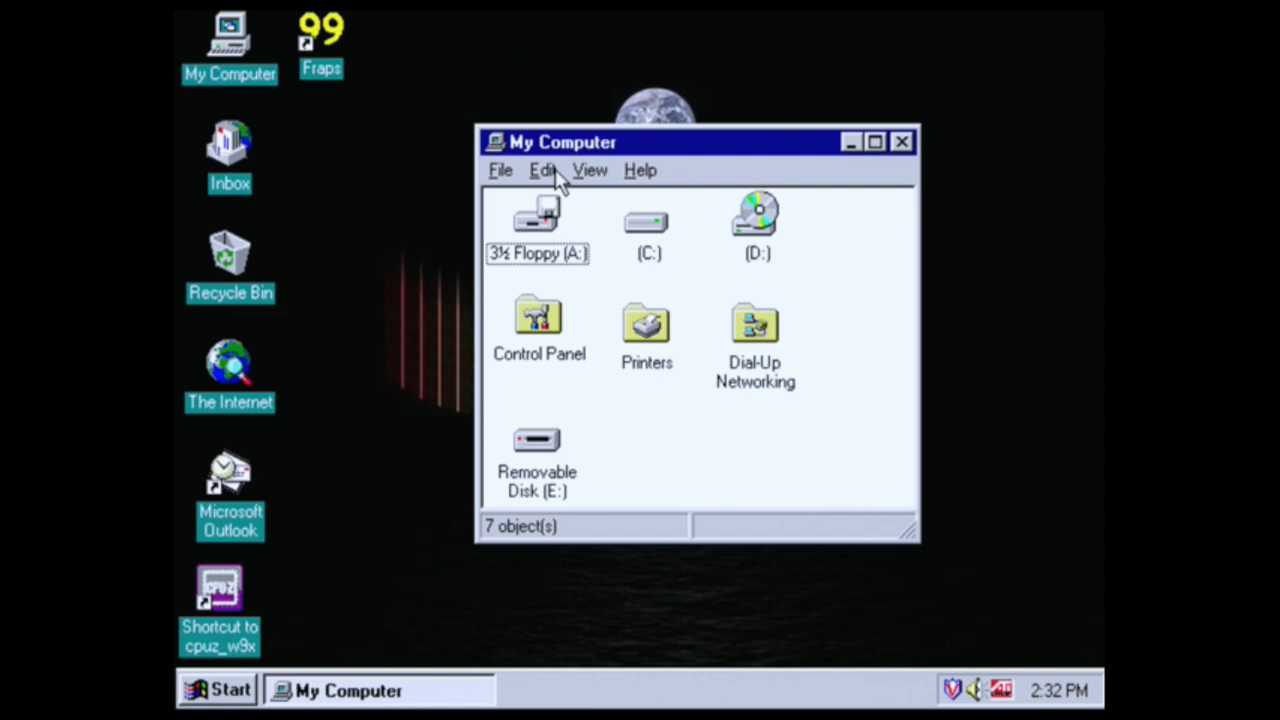 My Computer
99
Fraps
Inbox
Recycle Bin
The Internet
Microsoft
Outlook
CPUZ
Shortcut to
cpuz_w9x
My Computer
File Edit View Help
3½ Floppy (A:)
(C:)
(D:)
Control Panel
Printers
Dial-Up
Networking
Removable
Disk (E:)
7 object(s)
Start
My Computer
2:32 PM